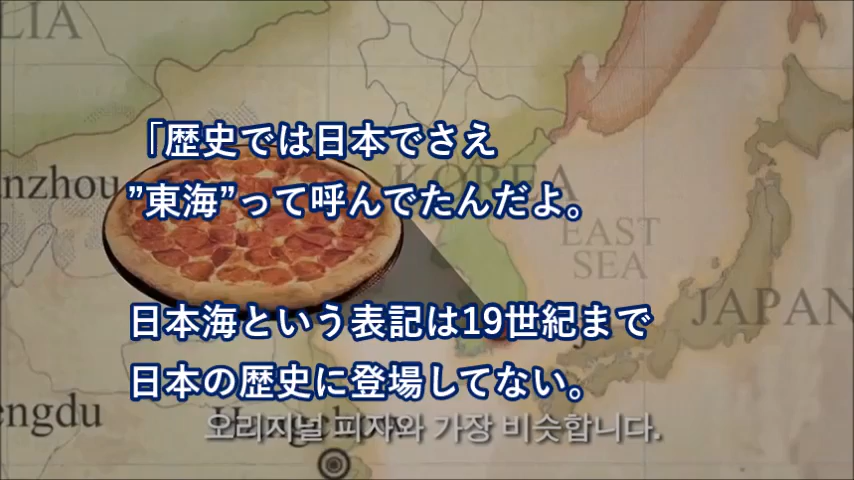 LIA
nzhou
KOREA
「歴史では日本でさえ
”東海”って呼んでたんだよ。
EAST
SEA
JAPAN
日本海という表記は19世紀まで
日本の歴史に登場してない。
engdu
오리지널 피자와 가장 비슷합니다.